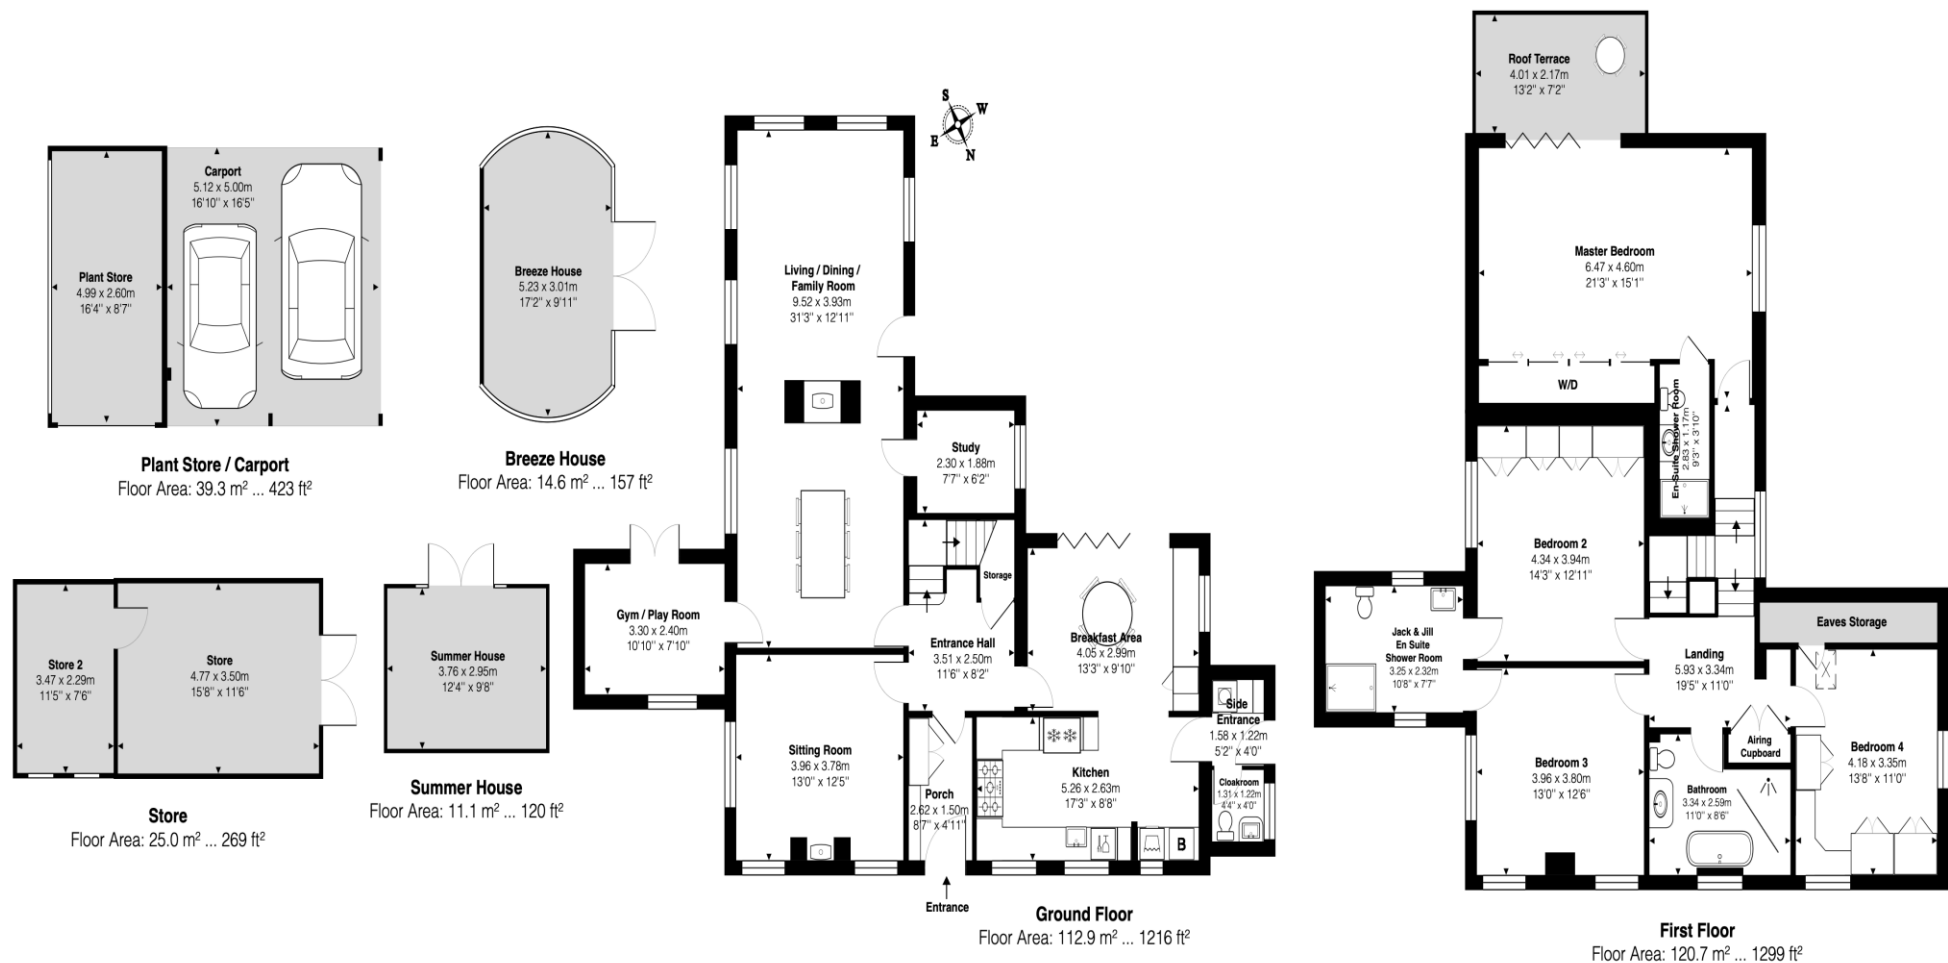 Plant Store
4.99 x 2.60m
16'4" x 8'7"
Carport
5.12 x 5.00m
16'10" x 16'5"
Plant Store / Carport
Floor Area: 39.3 m² ... 423 ft²
Breeze House
5.23 x 3.01m
17'2" x 9'11"
Breeze House
Floor Area: 14.6 m² ... 157 ft²
Store 2
3.47 x 2.29m
11'5" x 7'6"
Store
4.77 x 3.50m
15'8" x 11'6"
Store
Floor Area: 25.0 m² ... 269 ft²
Summer House
3.76 x 2.95m
12'4" x 9'8"
Summer House
Floor Area: 11.1 m² ... 120 ft²
S
W
E
N
Living / Dining /
Family Room
9.52 x 3.93m
31'3" x 12'11"
Study
2.30 x 1.88m
7'7" x 6'2"
Storage
Gym / Play Room
3.30 x 2.40m
10'10" x 7'10"
Entrance Hall
3.51 x 2.50m
11'6" x 8'2"
Breakfast Area
4.05 x 2.99m
13'3" x 9'10"
Side
Entrance
1.58 x 1.22m
5'2" x 4'0"
Sitting Room
3.96 x 3.78m
13'0" x 12'5"
Porch
2.62 x 1.50m
8'7" x 4'11"
Kitchen
5.26 x 2.63m
17'3" x 8'8"
Cloakroom
1.31 x 1.22m
4'4" x 4'0"
B
Entrance
Ground Floor
Floor Area: 112.9 m² ... 1216 ft²
Roof Terrace
4.01 x 2.17m
13'2" x 7'2"
Master Bedroom
6.47 x 4.60m
21'3" x 15'1"
W/D
En-Suite Shower Room
2.83 x 1.17m
9'3" x 3'10"
Bedroom 2
4.34 x 3.94m
14'3" x 12'11"
Jack & Jill
En Suite
Shower Room
3.25 x 2.32m
10'8" x 7'7"
Eaves Storage
Landing
5.93 x 3.34m
19'5" x 11'0"
Airing
Cupboard
Bedroom 3
3.96 x 3.80m
13'0" x 12'6"
Bathroom
3.34 x 2.59m
11'0" x 8'6"
Bedroom 4
4.18 x 3.35m
13'8" x 11'0"
First Floor
Floor Area: 120.7 m² ... 1299 ft²